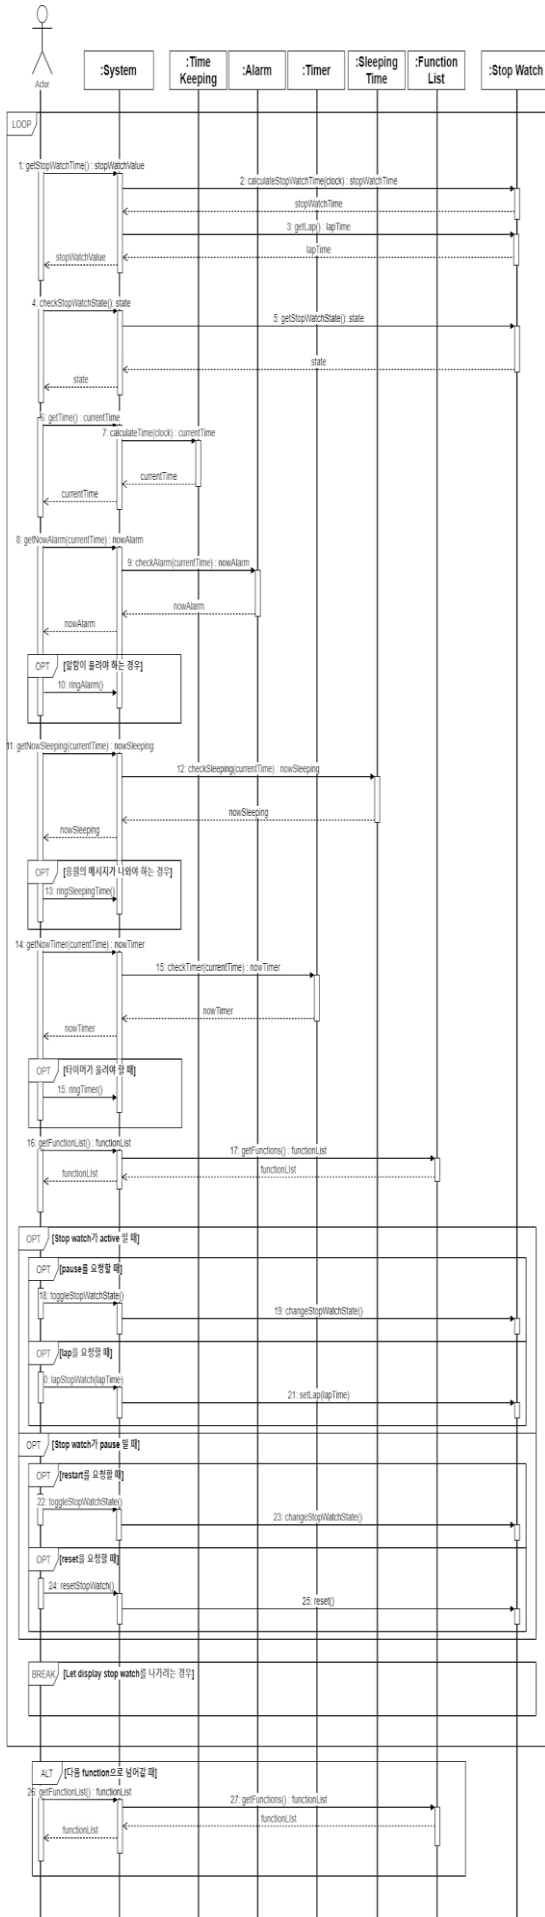 Actor
:System
:Time
Keeping
:Alarm
:Timer
:Sleeping
Time
:Function
List
:Stop Watch
LOOP
1: getStopWatchTime() : stopWatchValue
2: calculateStopWatchTime(clock) : stopWatchTime
stopWatchTime
3: getLap() : lapTime
lapTime
stopWatchValue
4: checkStopWatchState(): state
5: getStopWatchState(): state
state
state
6: getTime() : currentTime
7: calculateTime(clock) : currentTime
currentTime
currentTime
8: getNowAlarm(currentTime) : nowAlarm
9: checkAlarm(currentTime) : nowAlarm
nowAlarm
nowAlarm
OPT [알람이 울려야 하는 경우]
10: ringAlarm()
11: getNowSleeping(currentTime) : nowSleeping
12: checkSleeping(currentTime) : nowSleeping
nowSleeping
nowSleeping
OPT [응원의 메시지가 나와야 하는 경우]
13: ringSleepingTime()
14: getNowTimer(currentTime) : nowTimer
15: checkTimer(currentTime) : nowTimer
nowTimer
nowTimer
OPT [타이머가 울려야 할 때]
15: ringTimer()
16: getFunctionList() : functionList
17: getFunctions() : functionList
functionLIst
functionLIst
OPT [Stop watch가 active 일 때]
OPT [pause를 요청할 때]
18: toggleStopWatchState()
19: changeStopWatchState()
OPT [lap을 요청할 때]
0: lapStopWatch(lapTime)
21: setLap(lapTime)
OPT [Stop watch가 pause 일 때]
OPT [restart를 요청할 때]
22: toggleStopWatchState()
23: changeStopWatchState()
OPT [reset을 요청할 때]
24: resetStopWatch()
25: reset()
BREAK [Let display stop watch를 나가려는 경우]
ALT [다음 function으로 넘어갈 때]
26: getFunctionList() : functionList
27: getFunctions() : functionList
functionLIst
functionLIst